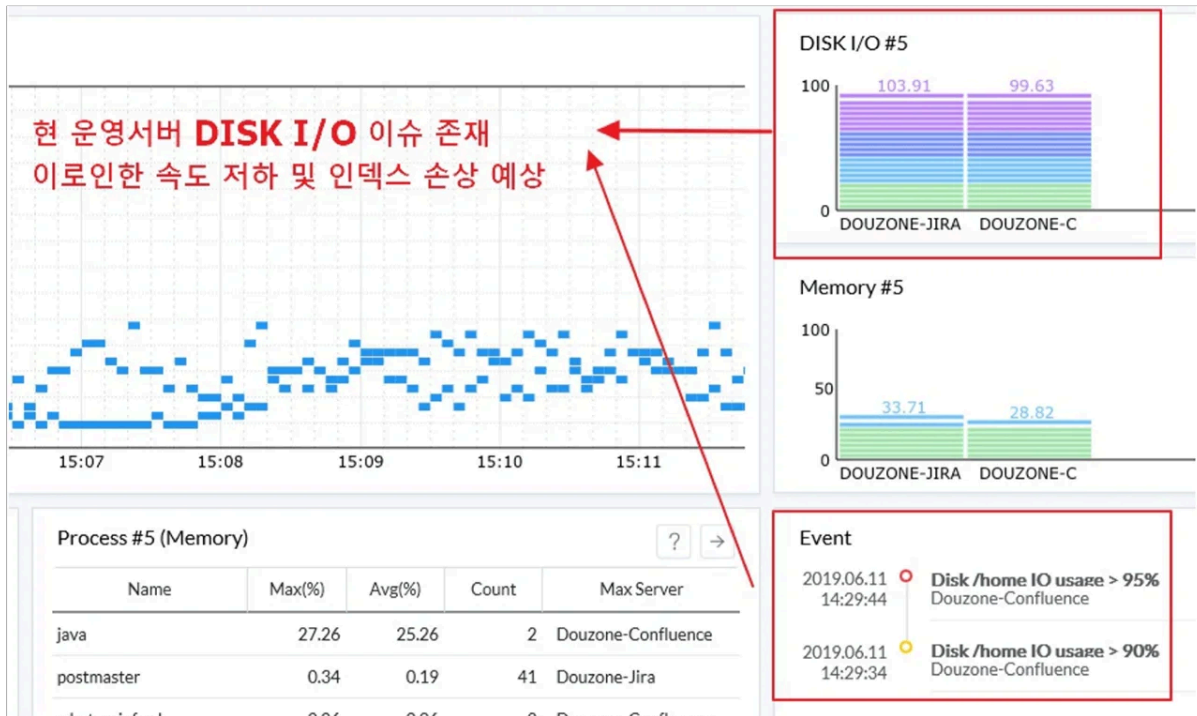 현 운영서버 DISK I/O 이슈 존재
이로인한 속도 저하 및 인덱스 손상 예상
15:07 15:08 15:09 15:10 15:11
DISK I/O #5
100
103.91 99.63
0
DOUZONE-JIRA DOUZONE-C
Memory #5
100
50
33.71 28.82
0
DOUZONE-JIRA DOUZONE-C
Process #5 (Memory)
?
Name Max(%) Avg(%) Count Max Server
java 27.26 25.26 2 Douzone-Confluence
postmaster 0.34 0.19 41 Douzone-Jira
Event
2019.06.11 Disk /home IO usage > 95%
14:29:44 Douzone-Confluence
2019.06.11 Disk /home IO usage > 90%
14:29:34 Douzone-Confluence